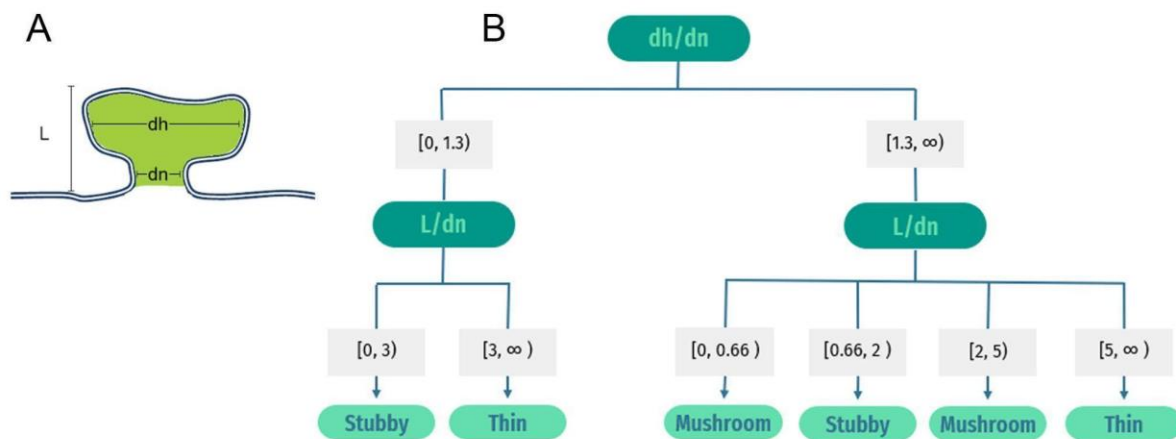 A
B
L
dh
dn
dh/dn
[0, 1.3)
[1.3, ∞)
L/dn
L/dn
[0, 3)
[3, ∞ )
[0, 0.66 )
[0.66, 2 )
[2, 5)
[5, ∞ )
Stubby
Thin
Mushroom
Stubby
Mushroom
Thin